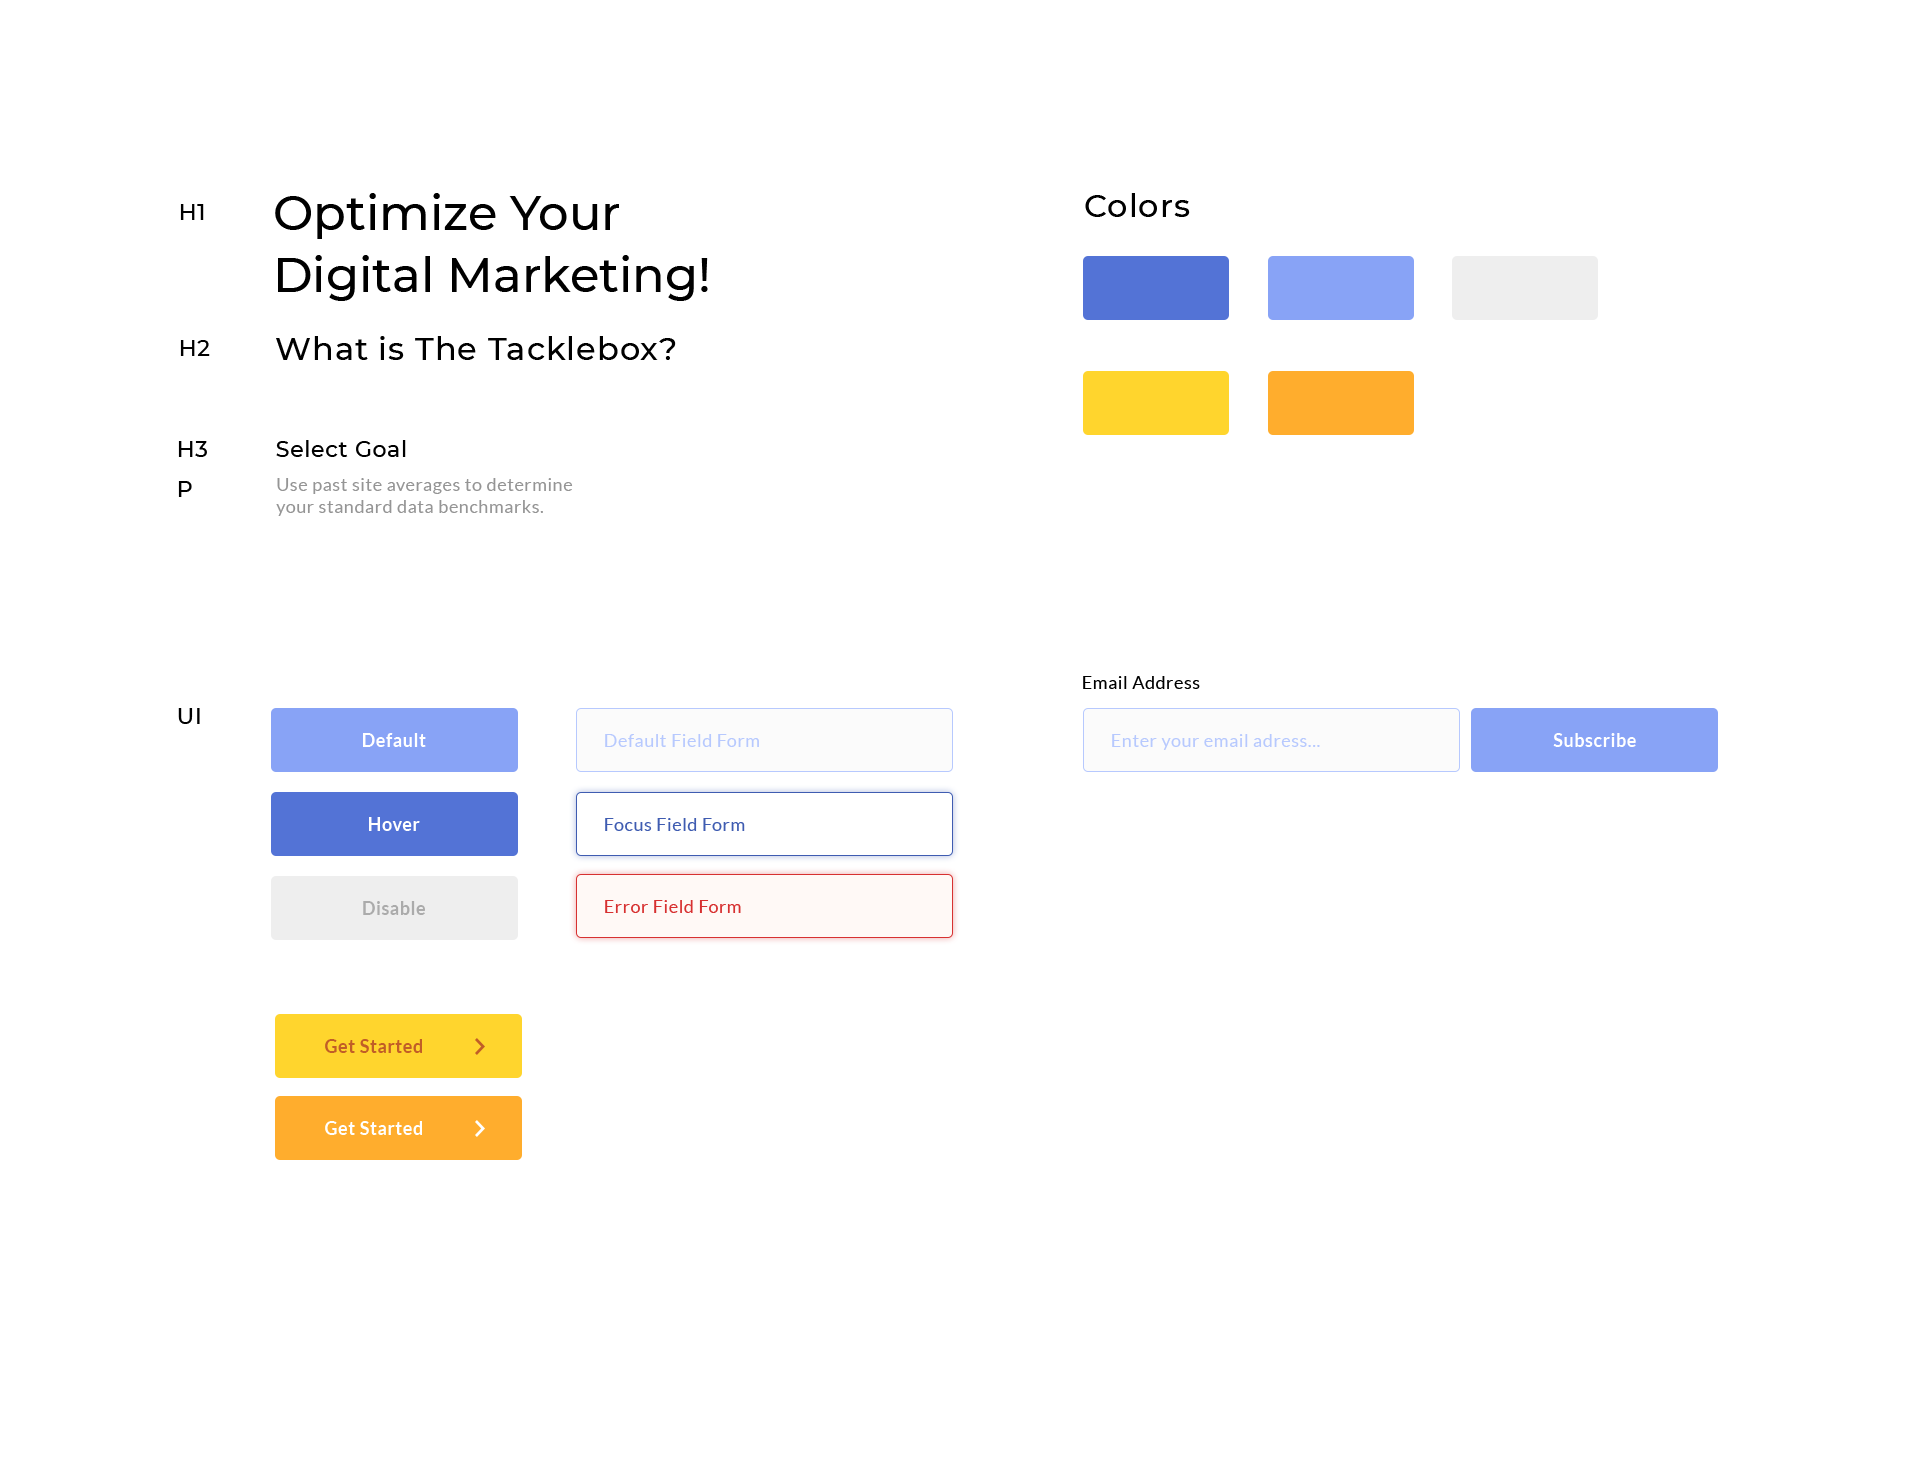 H1
Optimize Your
Digital Marketing!
H2
What is The Tacklebox?
H3
Select Goal
P
Use past site averages to determine
your standard data benchmarks.
Colors
UI
Default
Default Field Form
Hover
Focus Field Form
Disable
Error Field Form
Get Started
Get Started
Email Address
Enter your email adress...
Subscribe